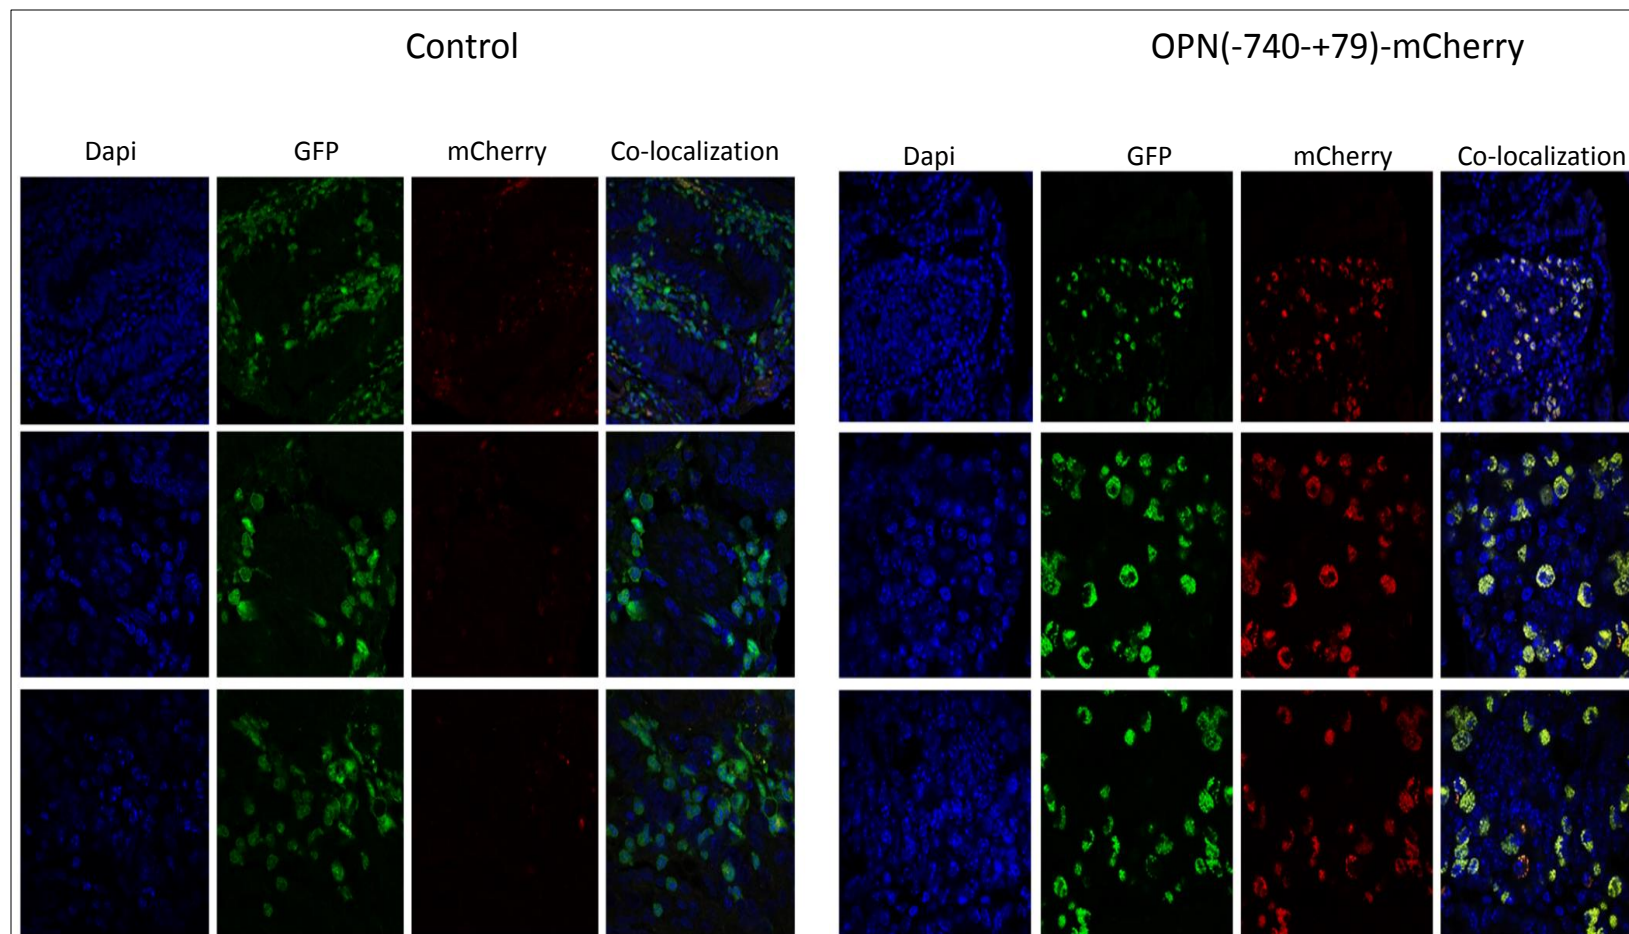 Control
OPN(-740-+79)-mCherry
Dapi GFP mCherry Co-localization
Dapi GFP mCherry Co-localization